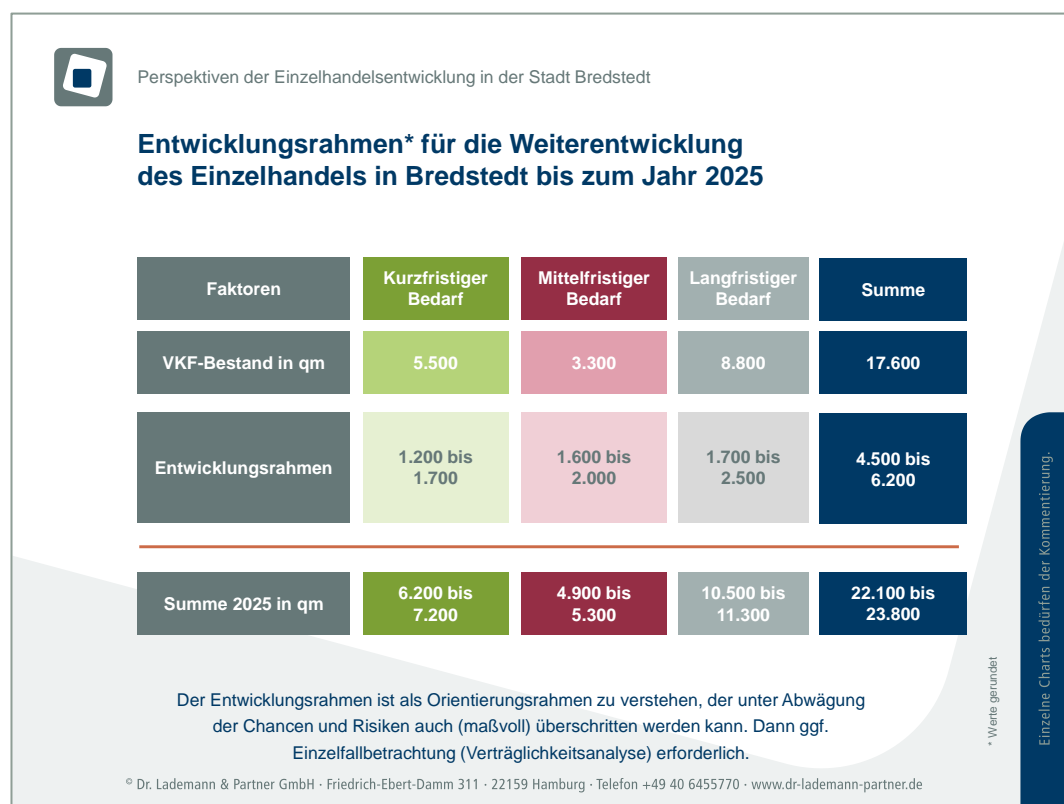 Perspektiven der Einzelhandelsentwicklung in der Stadt Bredstedt
Entwicklungsrahmen* für die Weiterentwicklung
des Einzelhandels in Bredstedt bis zum Jahr 2025
Faktoren
Kurzfristiger
Bedarf
Mittelfristiger
Bedarf
Langfristiger
Bedarf
Summe
VKF-Bestand in qm
5.500
3.300
8.800
17.600
Entwicklungsrahmen
1.200 bis
1.700
1.600 bis
2.000
1.700 bis
2.500
4.500 bis
6.200
Summe 2025 in qm
6.200 bis
7.200
4.900 bis
5.300
10.500 bis
11.300
22.100 bis
23.800
Der Entwicklungsrahmen ist als Orientierungsrahmen zu verstehen, der unter Abwägung
der Chancen und Risiken auch (maßvoll) überschritten werden kann. Dann ggf.
Einzelfallbetrachtung (Verträglichkeitsanalyse) erforderlich.
* Werte gerundet
Einzelne Charts bedürfen der Kommentierung.
© Dr. Lademann & Partner GmbH · Friedrich-Ebert-Damm 311 · 22159 Hamburg · Telefon +49 40 6455770 · www.dr-lademann-partner.de